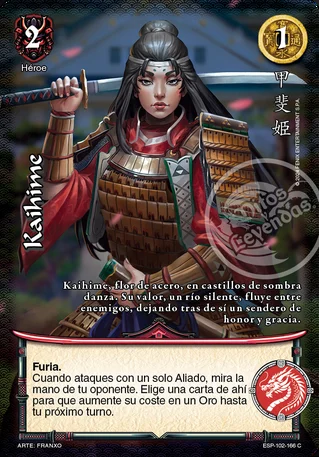 2
Héroe
1
甲
斐
姫
© 2024 FENIX ENTERTAINMENT S.P.A.
Kaihime
Mitos
y
Leyendas
Kaihime, flor de acero, en castillos de sombra
danza. Su valor, un río silente, fluye entre
enemigos, dejando tras de sí un sendero de
honor y gracia.
Furia.
Cuando ataques con un solo Aliado, mira la
mano de tu oponente. Elige una carta de ahí
para que aumente su coste en un Oro hasta
tu próximo turno.
ARTE: FRANXO
ESP-102-166 C